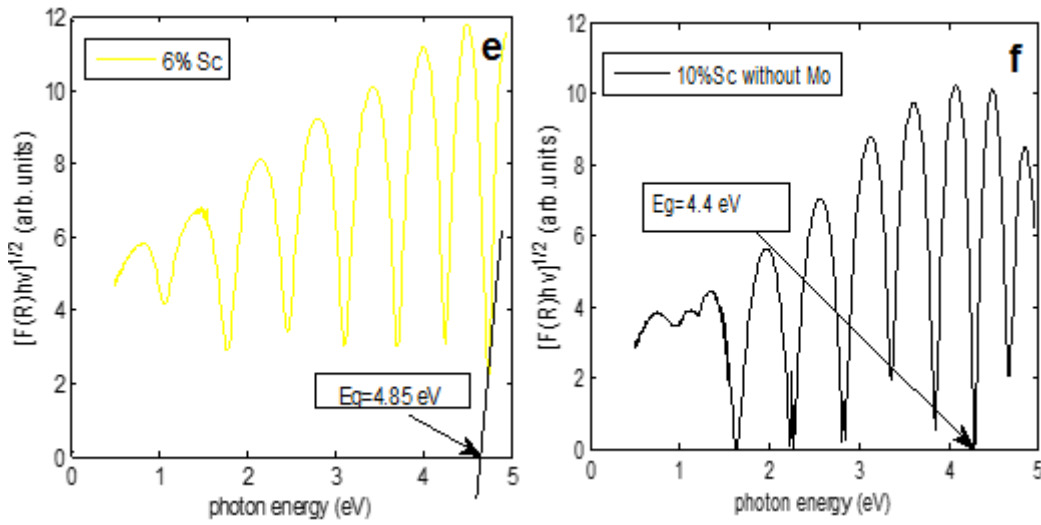 12
10
8
6
4
2
0
0
1
2
3
4
5
[F(R)hν]1/2 (arb. units)
photon energy (eV)
6% Sc
e
Eg=4.85 eV
12
10
8
6
4
2
0
0
1
2
3
4
5
[F(R)hν]1/2 (arb .units)
photon energy (eV)
10%Sc without Mo
f
Eg=4.4 eV